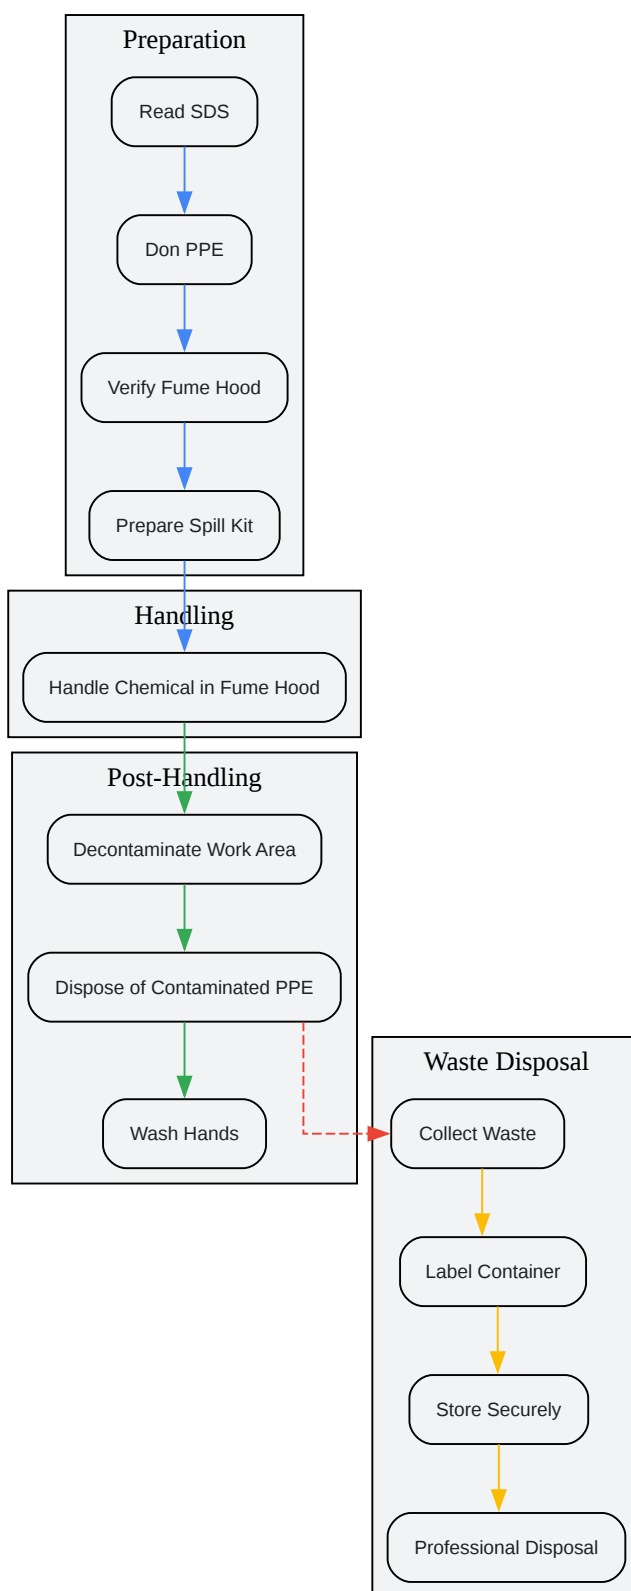 Preparation
Read SDS
Don PPE
Verify Fume Hood
Prepare Spill Kit
Handling
Handle Chemical in Fume Hood
Post-Handling
Decontaminate Work Area
Dispose of Contaminated PPE
Wash Hands
Waste Disposal
Collect Waste
Label Container
Store Securely
Professional Disposal